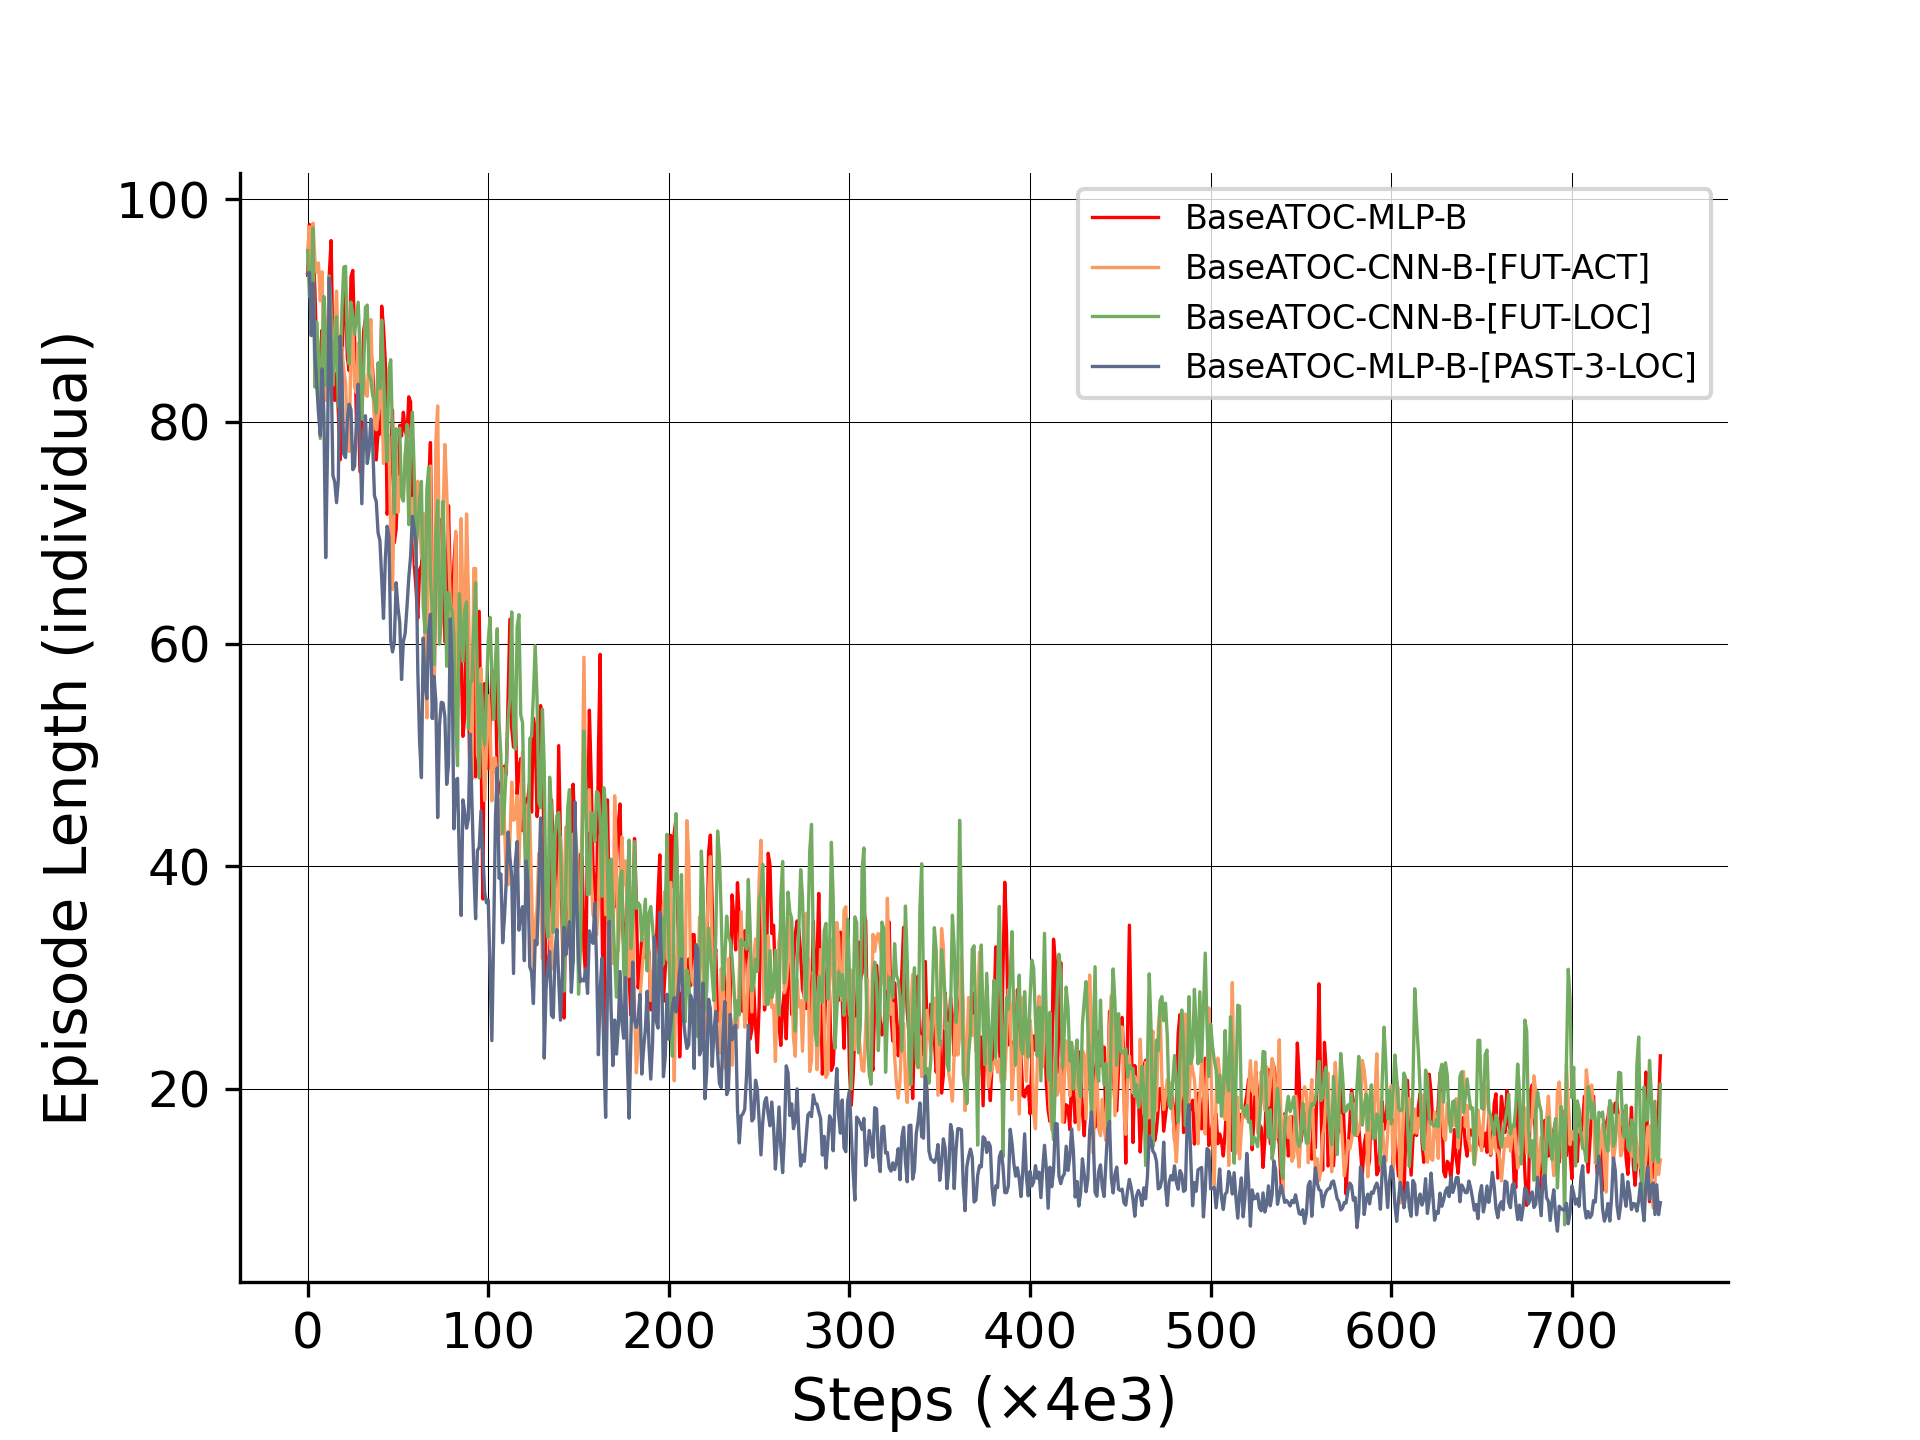 100
80
60
40
20
Episode Length (individual)
BaseATOC-MLP-B
BaseATOC-CNN-B-[FUT-ACT]
BaseATOC-CNN-B-[FUT-LOC]
BaseATOC-MLP-B-[PAST-3-LOC]
0 100 200 300 400 500 600 700
Steps (×4e3)